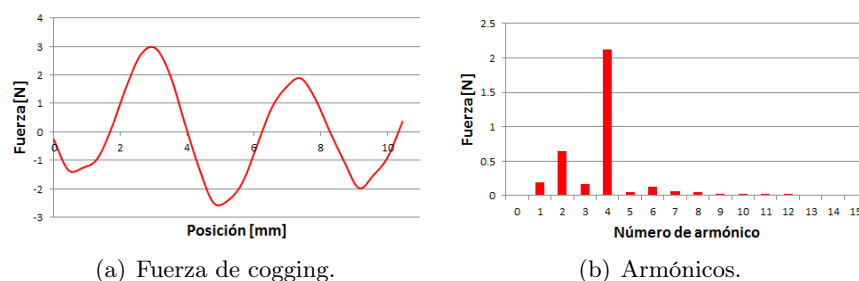 4
3
2
1
0
-1
-2
-3
0 2 4 6 8 10
Fuerza[N]
Posición [mm]
(a) Fuerza de cogging.
2.5
2
1.5
1
0.5
0
0 1 2 3 4 5 6 7 8 9 10 11 12 13 14 15
Fuerza[N]
Número de armónico
(b) Armónicos.